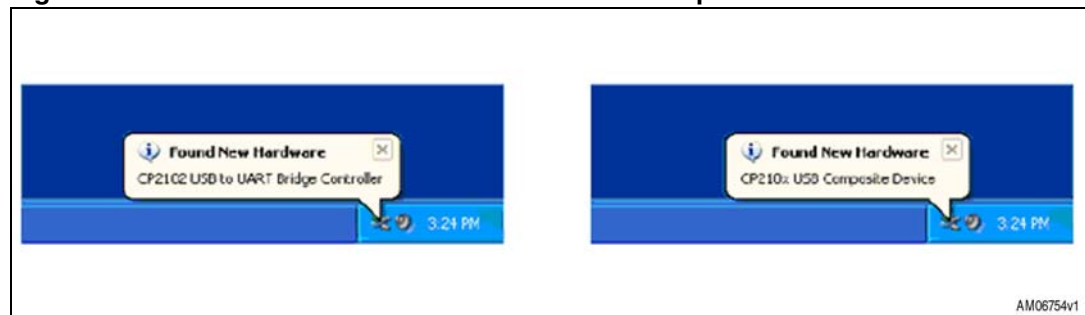 Found New Hardware
CP2102 USB to UART Bridge Controller
3:24 PM
Found New Hardware
CP210x USB Composite Device
3:24 PM
AM06754v1